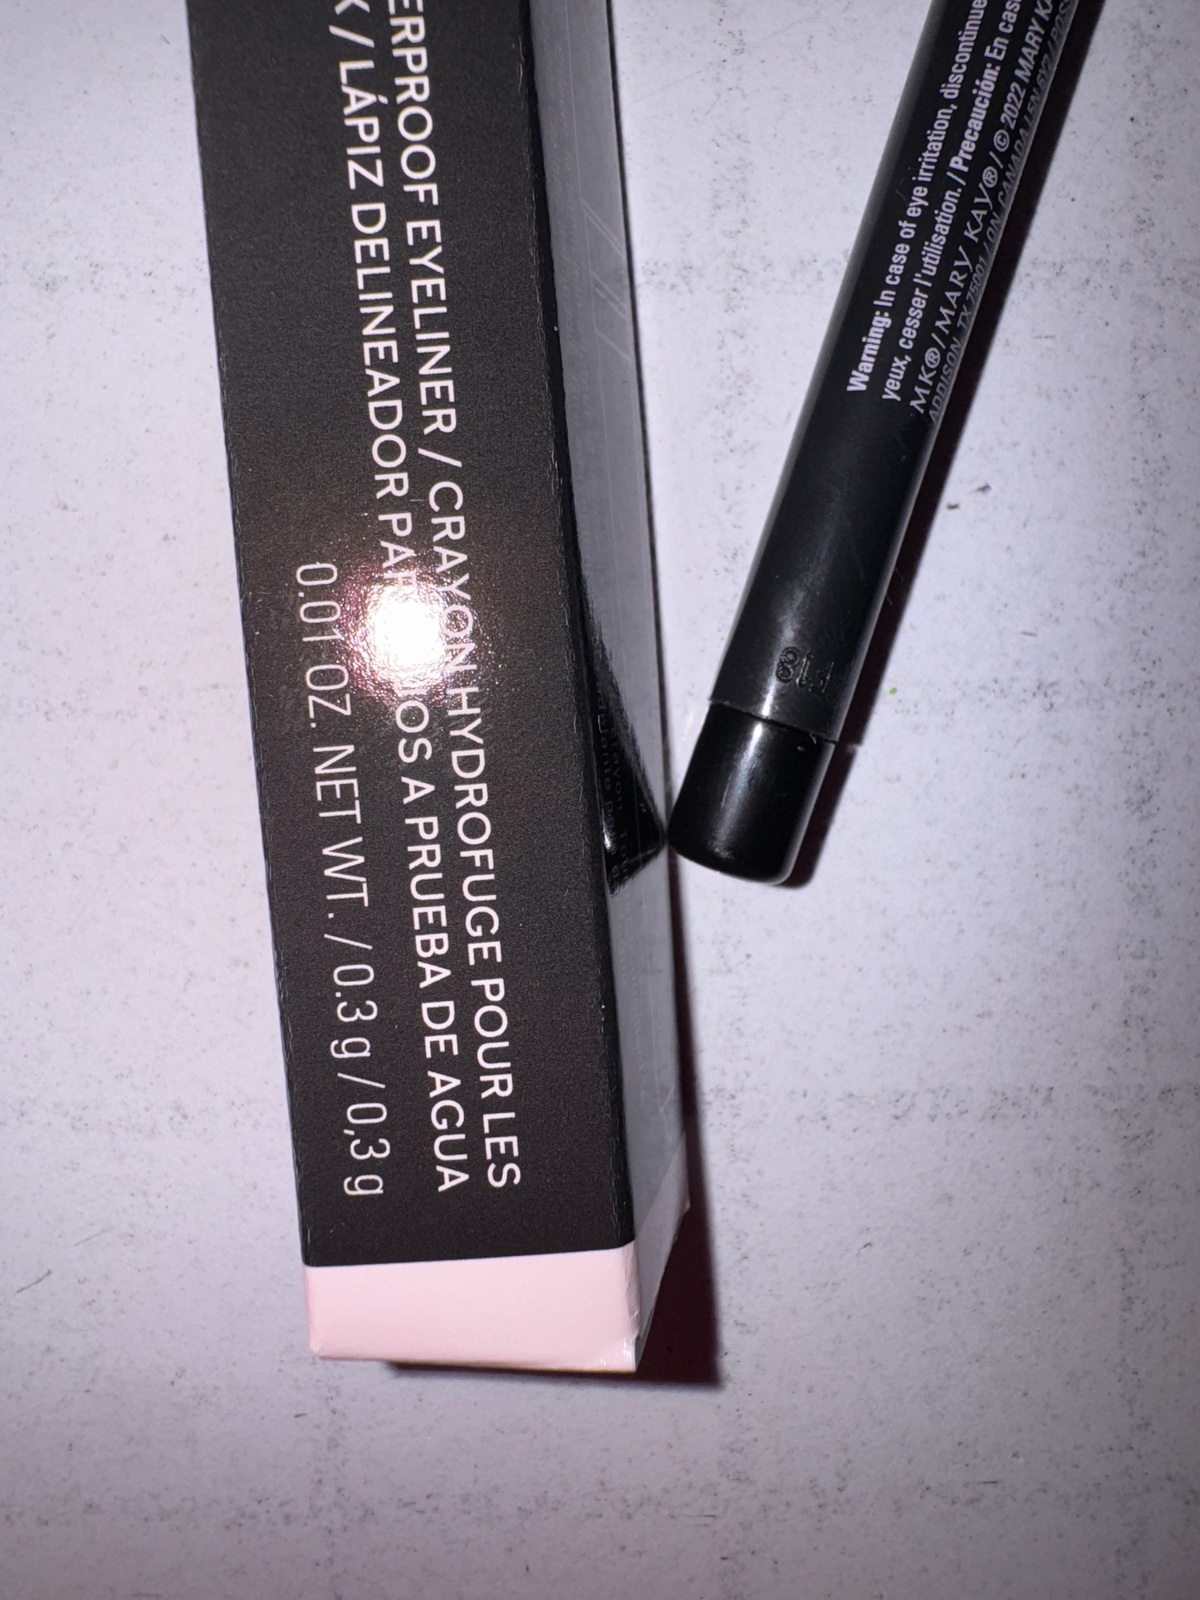 ERPROOF EYELINER / CRAYON HYDROFUGE POUR LES
K / LÁPIZ DELINEADOR OS A PRUEBA DE AGUA
0.01 OZ. NET WT. / 0.3 g / 0,3 g
Warning: In case of eye irritation, discontinue
yeux, cesser l'utilisation. / Precaución: En cas
MK®/MARY KAY® / © 2022 MARY KA
ADDISON, TX 75001 / ON CANADA